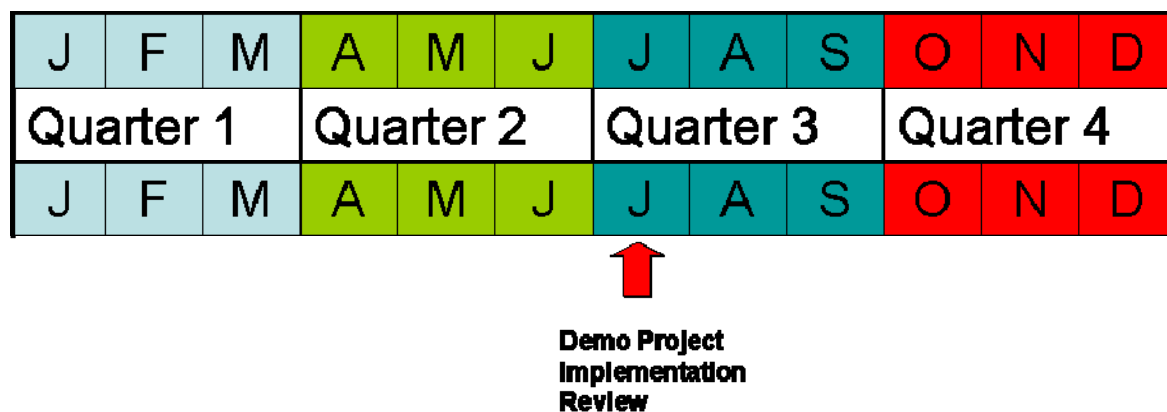 J F M A M J J A S O N D
Quarter 1 Quarter 2 Quarter 3 Quarter 4
J F M A M J J A S O N D
Demo Project
Implementation
Review